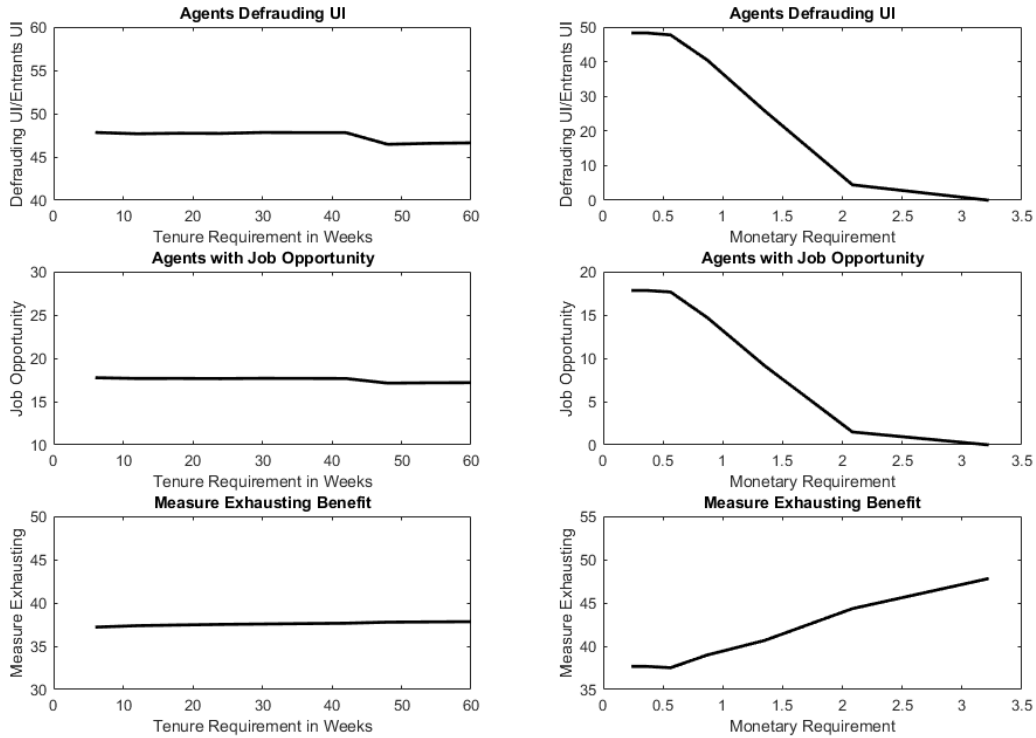 Agents Defrauding UI
Defrauding UI/Entrants UI
60
55
50
45
40
0 10 20 30 40 50 60
Tenure Requirement in Weeks
Agents Defrauding UI
Defrauding UI/Entrants UI
50
40
30
20
10
0
0 0.5 1 1.5 2 2.5 3 3.5
Monetary Requirement
Agents with Job Opportunity
Job Opportunity
30
25
20
15
10
0 10 20 30 40 50 60
Tenure Requirement in Weeks
Agents with Job Opportunity
Job Opportunity
20
15
10
5
0
0 0.5 1 1.5 2 2.5 3 3.5
Monetary Requirement
Measure Exhausting Benefit
Measure Exhausting
50
45
40
35
30
0 10 20 30 40 50 60
Tenure Requirement in Weeks
Measure Exhausting Benefit
Measure Exhausting
55
50
45
40
35
0 0.5 1 1.5 2 2.5 3 3.5
Monetary Requirement